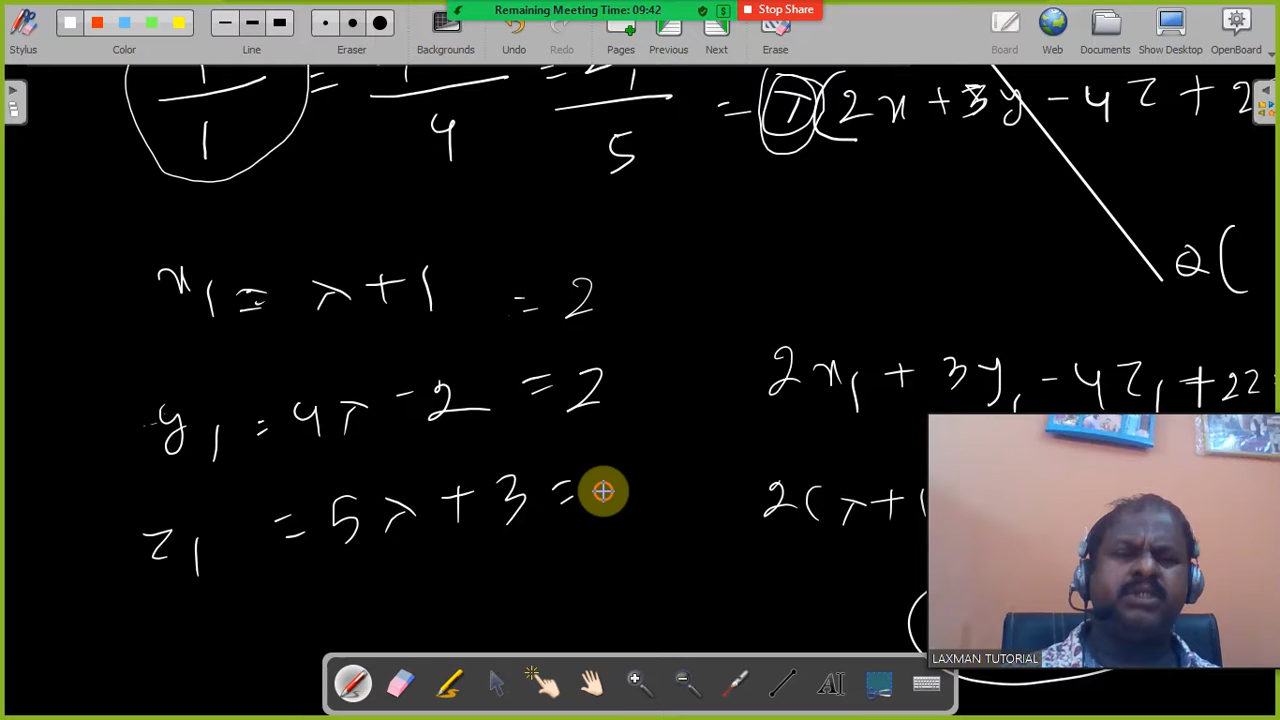 Remaining Meeting Time: 09:42
Stop Share
Stylus Color Line Eraser Backgrounds Undo Redo Pages Previous Next Erase Board Web Documents Show Desktop OpenBoard
1 4 5
= λ(2x + 3y - 4z + 2
Q(
x1 = λ + 1 = 2
2x1 + 3y1 - 4z1 + 22 =
y1 = 4λ - 2 = 2
z1 = 5λ + 3 =
2(λ+1
LAXMAN TUTORIAL
AI